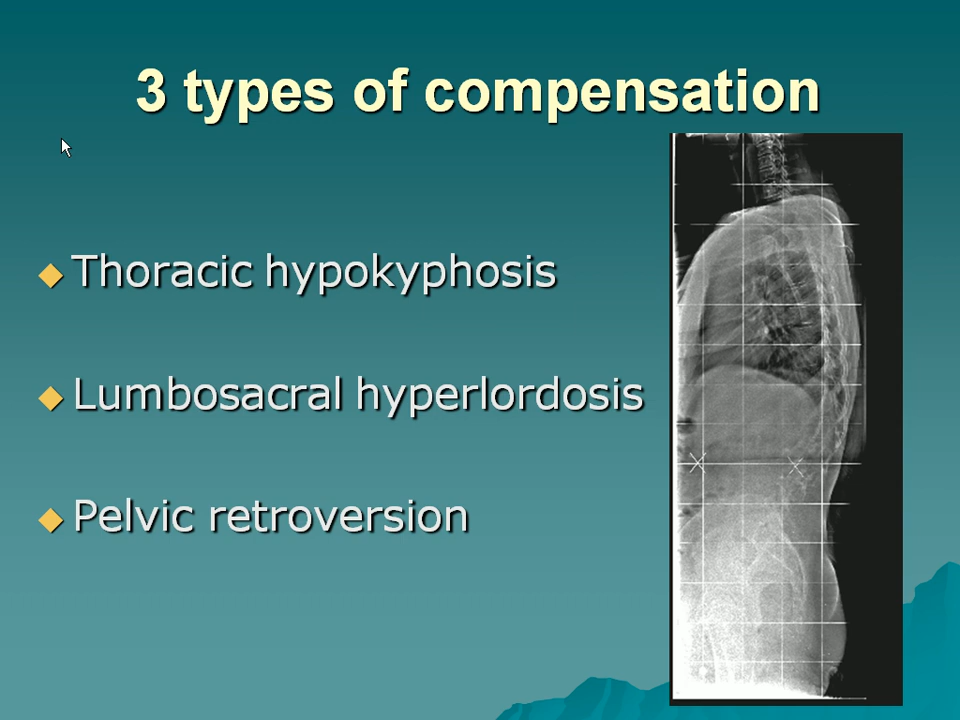 3 types of compensation
Thoracic hypokyphosis
Lumbosacral hyperlordosis
Pelvic retroversion